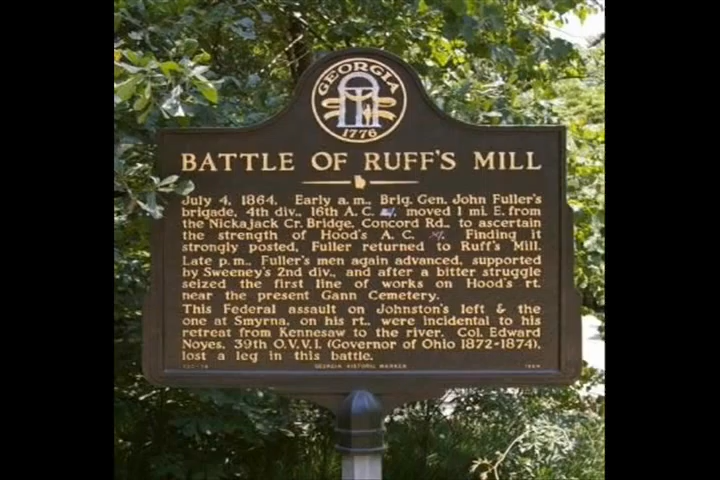 GEORGIA
1776
BATTLE OF RUFF'S MILL
July 4, 1864. Early a.m., Brig. Gen. John Fuller's
brigade, 4th div., 16th A. C. moved 1 mi. E. from
the Nickajack Cr. Bridge, Concord Rd., to ascertain
the strength of Hood's A. C. Finding it
strongly posted, Fuller returned to Ruff's Mill.
Late p.m., Fuller's men again advanced, supported
by Sweeney's 2nd div., and after a bitter struggle
seized the first line of works on Hood's rt.
near the present Gann Cemetery.
This Federal assault on Johnston's left & the
one at Smyrna, on his rt., were incidental to his
retreat from Kennesaw to the river. Col. Edward
Noyes, 39th O.V.V.I. (Governor of Ohio 1872-1874),
lost a leg in this battle.
GEORGIA HISTORIC MARKER